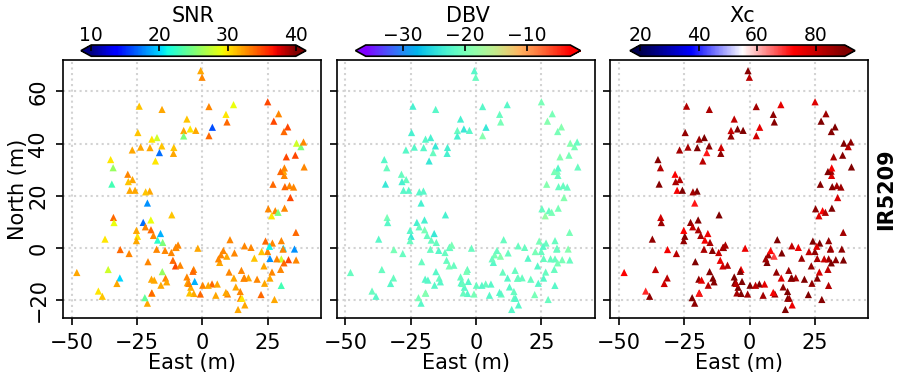 SNR DBV Xc
10 20 30 40 −30 −20 −10 20 40 60 80
North (m)
60
40
20
0
−20
−50 −25 0 25 −50 −25 0 25 −50 −25 0 25
East (m) East (m) East (m)
IR5209